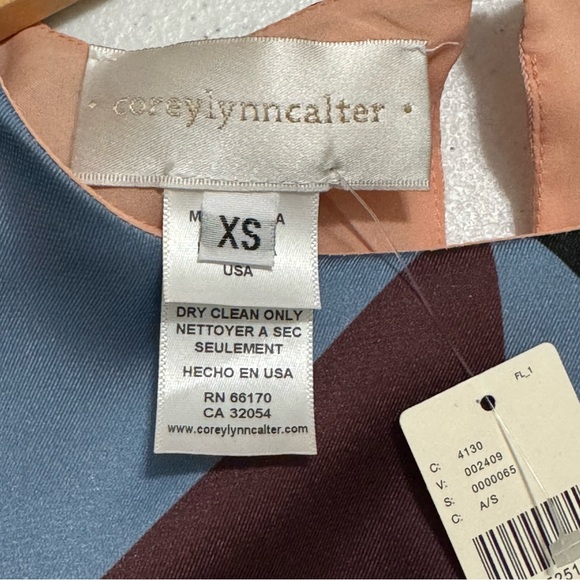 · coreylynncalter ·
XS
USA
DRY CLEAN ONLY
NETTOYER A SEC
SEULEMENT
HECHO EN USA
RN 66170
CA 32054
www.coreylynncalter.com
FL_1
C: 4130
V: 002409
S: 0000065
C: A/S